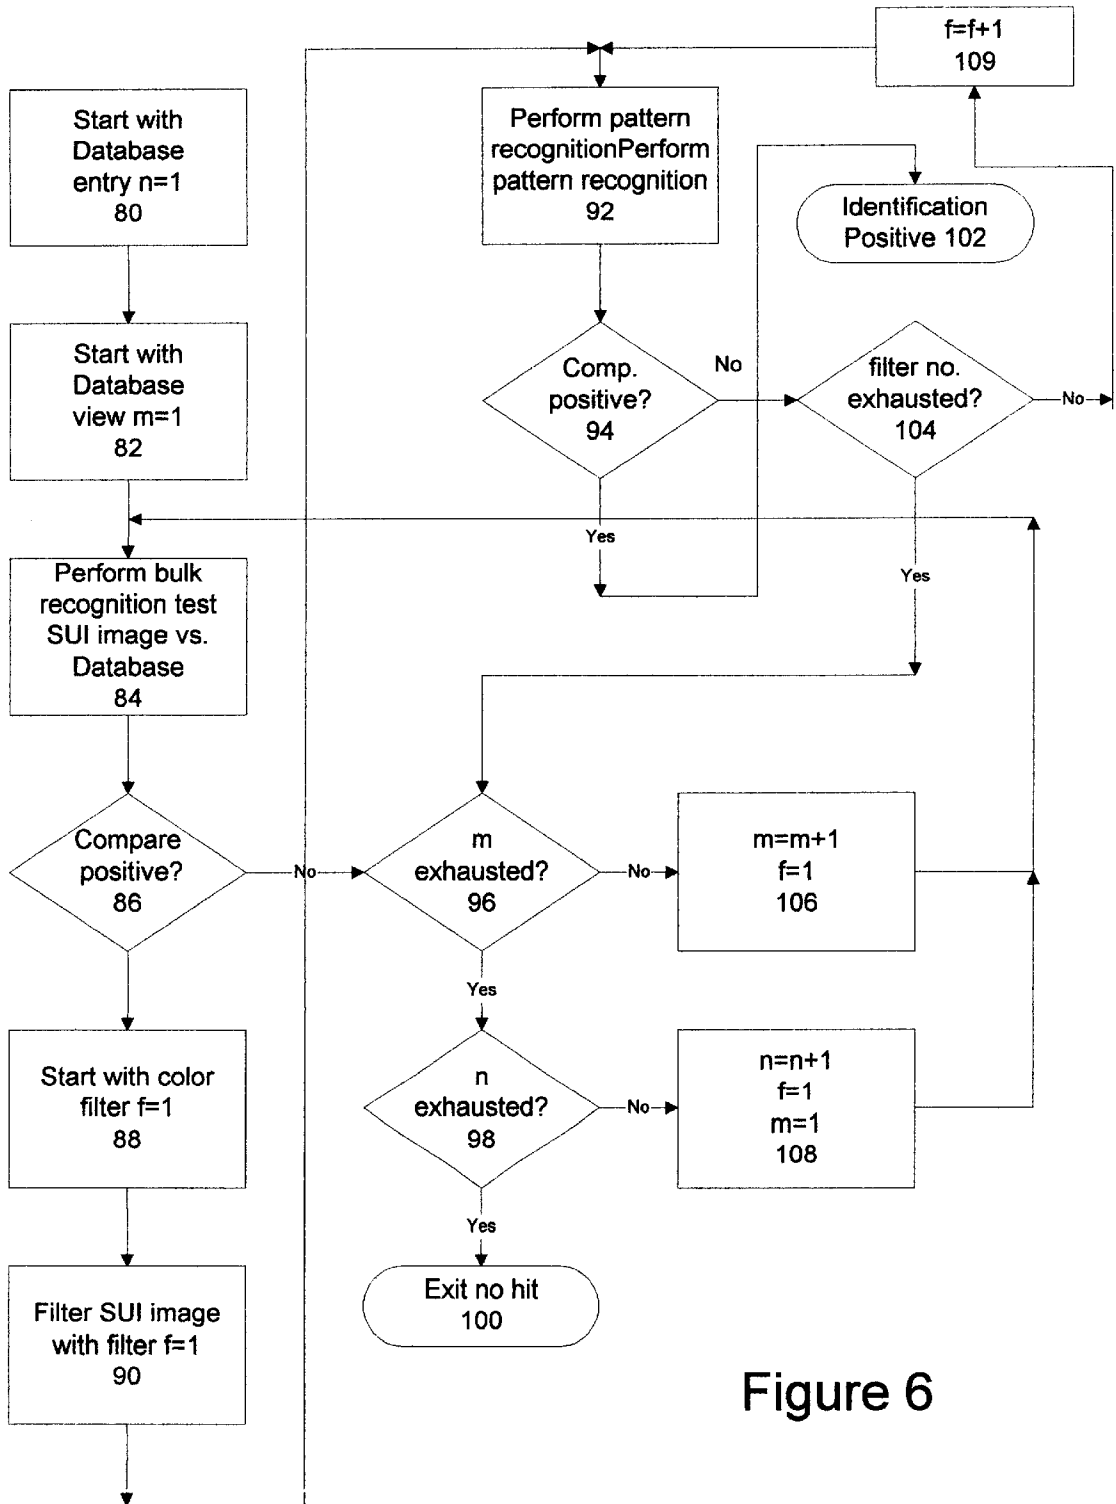 f=f+1
109
Start with
Database
entry n=1
80
Perform pattern
recognitionPerform
pattern recognition
92
Identification
Positive 102
Start with
Database
view m=1
82
Comp.
positive?
94
No
filter no.
exhausted?
104
No
Yes
Yes
Perform bulk
recognition test
SUI image vs.
Database
84
Compare
positive?
86
No
m
exhausted?
96
No
m=m+1
f=1
106
Yes
Start with color
filter f=1
88
n
exhausted?
98
No
n=n+1
f=1
m=1
108
Yes
Filter SUI image
with filter f=1
90
Exit no hit
100
Figure 6